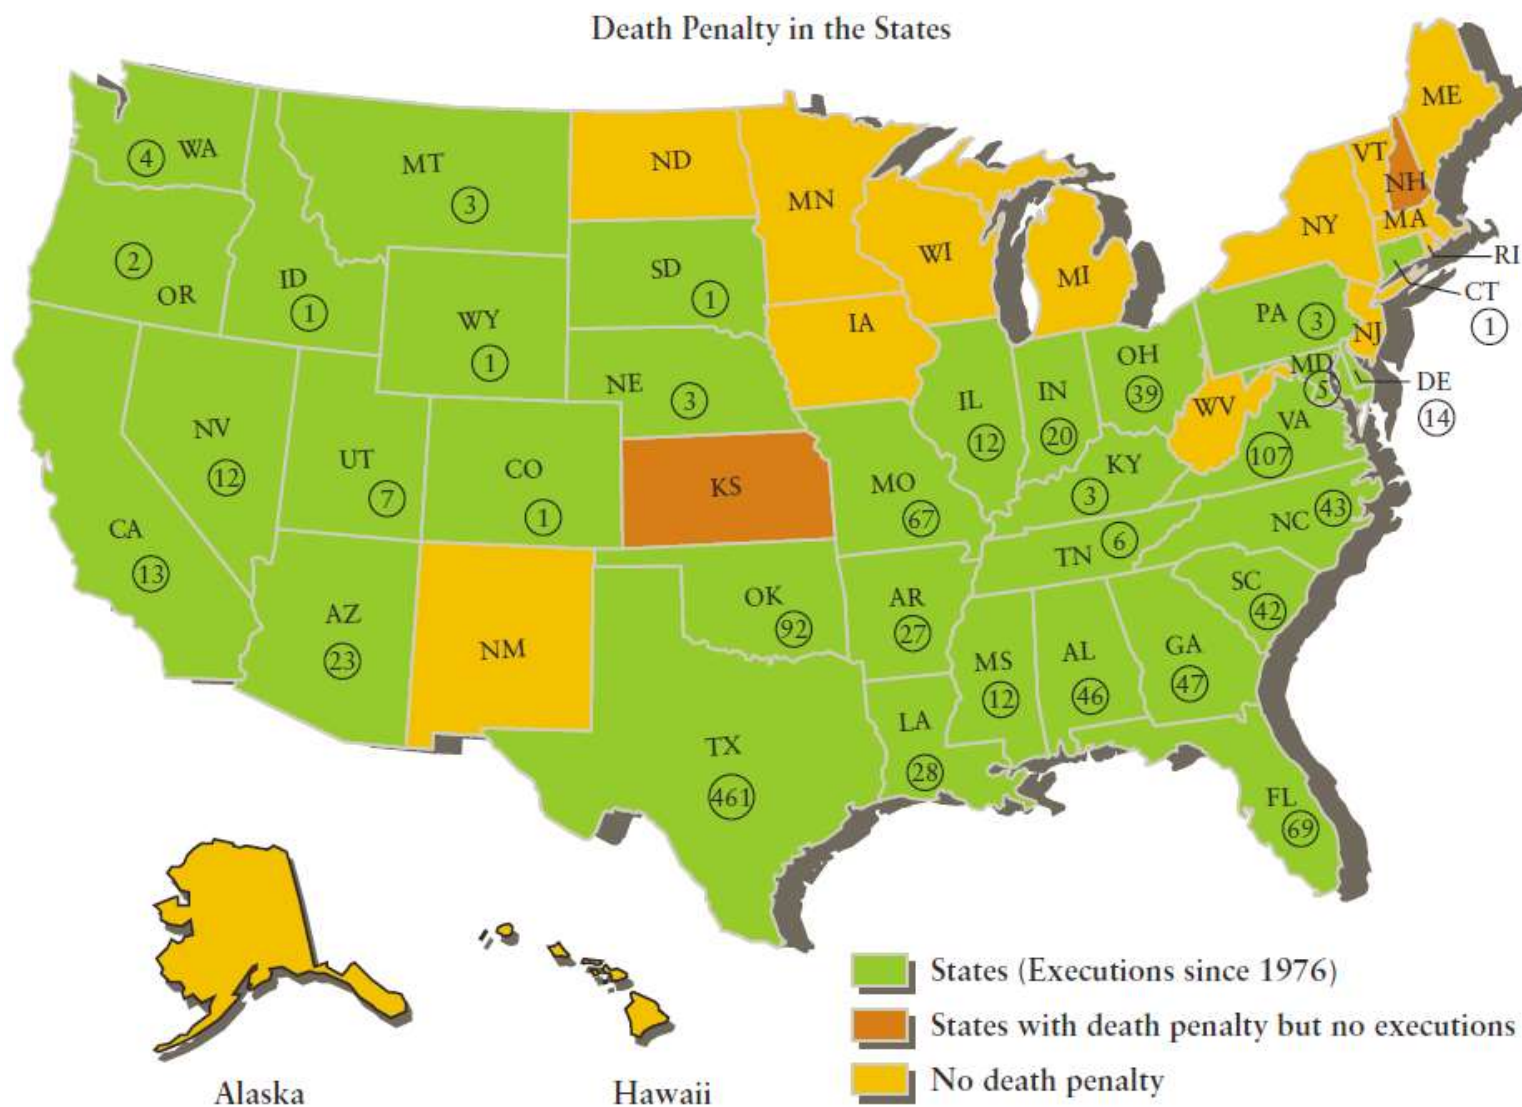 Death Penalty in the States
ME
WA
4
MT
3
ND
MN
VT
NH
MA
NY
WI
MI
RI
CT
1
2
OR
ID
1
SD
1
WY
1
IA
PA
3
NJ
MD
5
DE
14
NE
3
OH
39
IL
12
IN
20
WV
VA
107
NV
12
UT
7
CO
1
KS
MO
67
KY
3
NC
43
CA
13
TN
6
AZ
23
NM
OK
92
AR
27
SC
42
MS
12
AL
46
GA
47
LA
28
TX
461
FL
69
States (Executions since 1976)
States with death penalty but no executions
No death penalty
Alaska
Hawaii